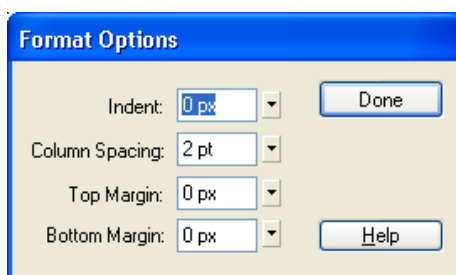 Format Options
Indent: 0 px Done
Column Spacing: 2 pt
Top Margin: 0 px
Bottom Margin: 0 px Help